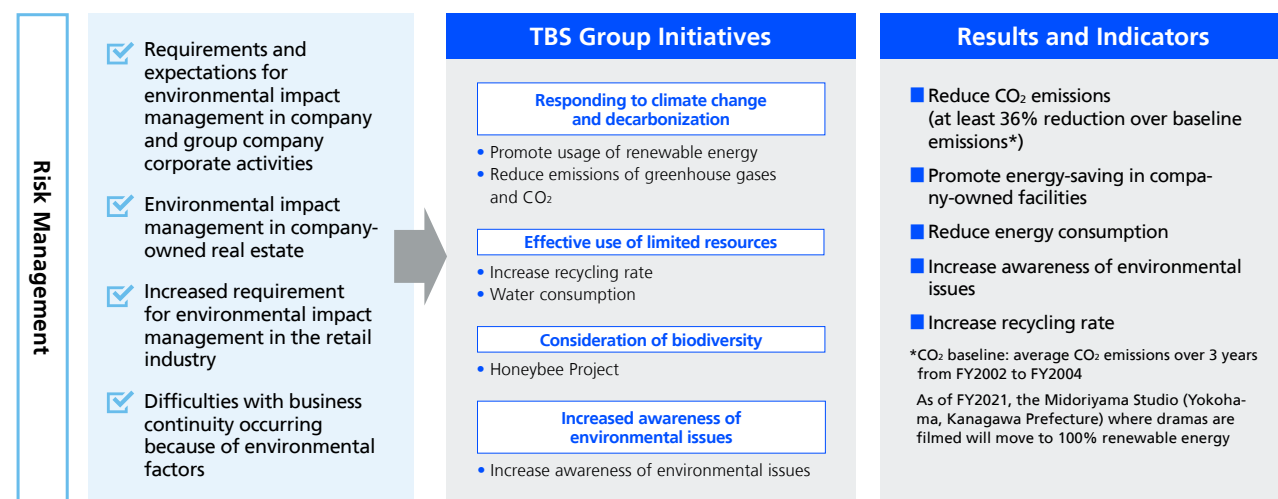 Risk Management
Requirements and
expectations for
environmental impact
management in company
and group company
corporate activities
Environmental impact
management in company-
owned real estate
Increased requirement
for environmental impact
management in the retail
industry
Difficulties with business
continuity occurring
because of environmental
factors
TBS Group Initiatives
Responding to climate change
and decarbonization
• Promote usage of renewable energy
• Reduce emissions of greenhouse gases
and CO₂
Effective use of limited resources
• Increase recycling rate
• Water consumption
Consideration of biodiversity
• Honeybee Project
Increased awareness of
environmental issues
• Increase awareness of environmental issues
Results and Indicators
■ Reduce CO₂ emissions
(at least 36% reduction over baseline
emissions*)
■ Promote energy-saving in compa-
ny-owned facilities
■ Reduce energy consumption
■ Increase awareness of environmental
issues
■ Increase recycling rate
*CO₂ baseline: average CO₂ emissions over 3 years
from FY2002 to FY2004
As of FY2021, the Midoriyama Studio (Yokoha-
ma, Kanagawa Prefecture) where dramas are
filmed will move to 100% renewable energy